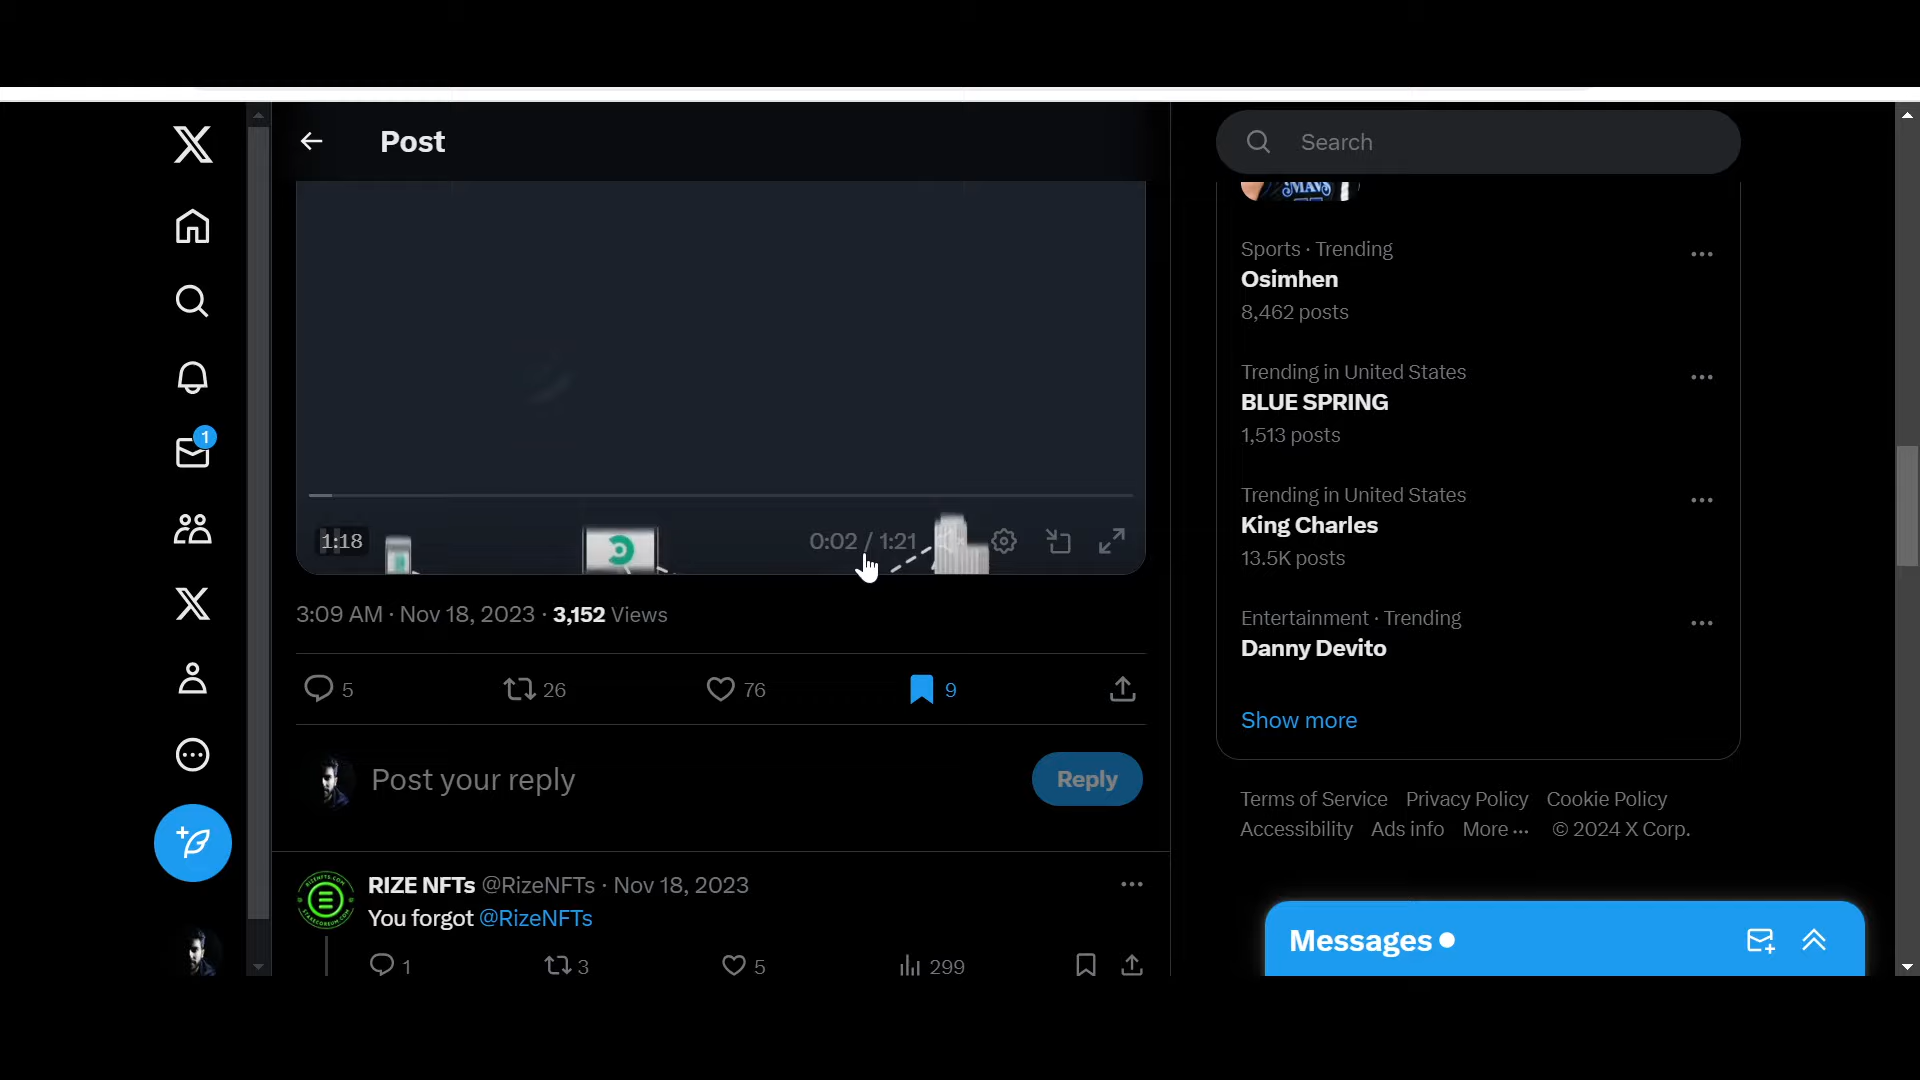 Post
Search
MAVS
Sports · Trending
Osimhen
8,462 posts
Trending in United States
BLUE SPRING
1,513 posts
Trending in United States
King Charles
13.5K posts
Entertainment · Trending
Danny Devito
Show more
Terms of Service Privacy Policy Cookie Policy
Accessibility Ads info More ··· © 2024 X Corp.
1
1:18
0:02 / 1:21
3:09 AM · Nov 18, 2023 · 3,152 Views
5 26 76 9
Post your reply
Reply
RIZE NFTs @RizeNFTs · Nov 18, 2023
You forgot @RizeNFTs
1 3 5 299
Messages